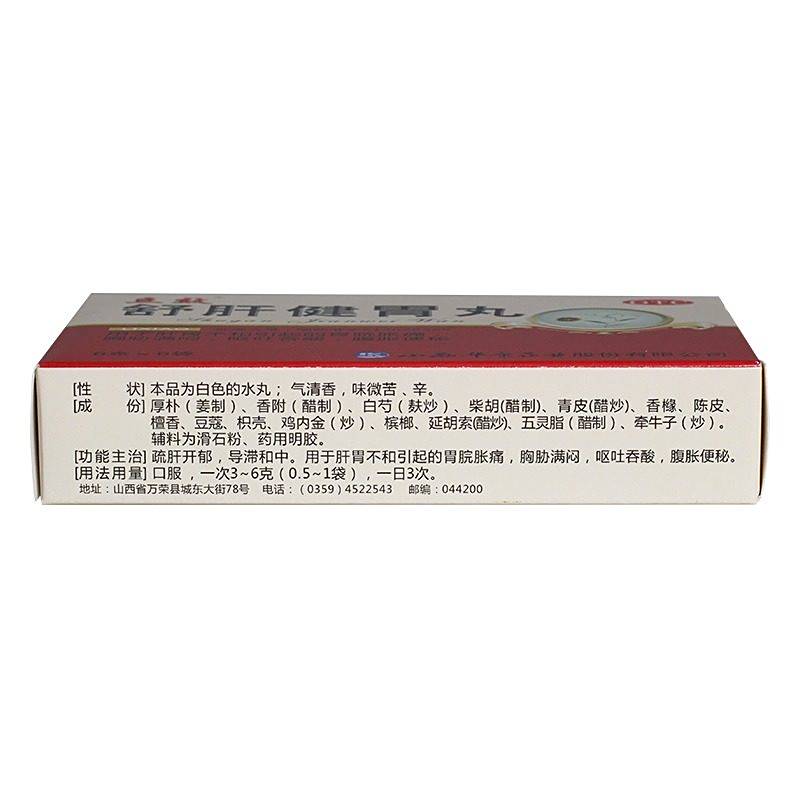 舒肝健胃丸
Shugan Jianwei Wan
[性　　状] 本品为白色的水丸；气清香，味微苦、辛。
[成　　份] 厚朴（姜制）、香附（醋制）、白芍（麸炒）、柴胡(醋制)、青皮(醋炒)、香橼、陈皮、
檀香、豆蔻、枳壳、鸡内金（炒）、槟榔、延胡索(醋炒)、五灵脂（醋制）、牵牛子（炒）。
辅料为滑石粉、药用明胶。
[功能主治] 疏肝开郁，导滞和中。用于肝胃不和引起的胃脘胀痛，胸胁满闷，呕吐吞酸，腹胀便秘。
[用法用量] 口服，一次3~6克（0.5~1袋），一日3次。
地址：山西省万荣县城东大街78号　电话：（0359）4522543　邮编：044200